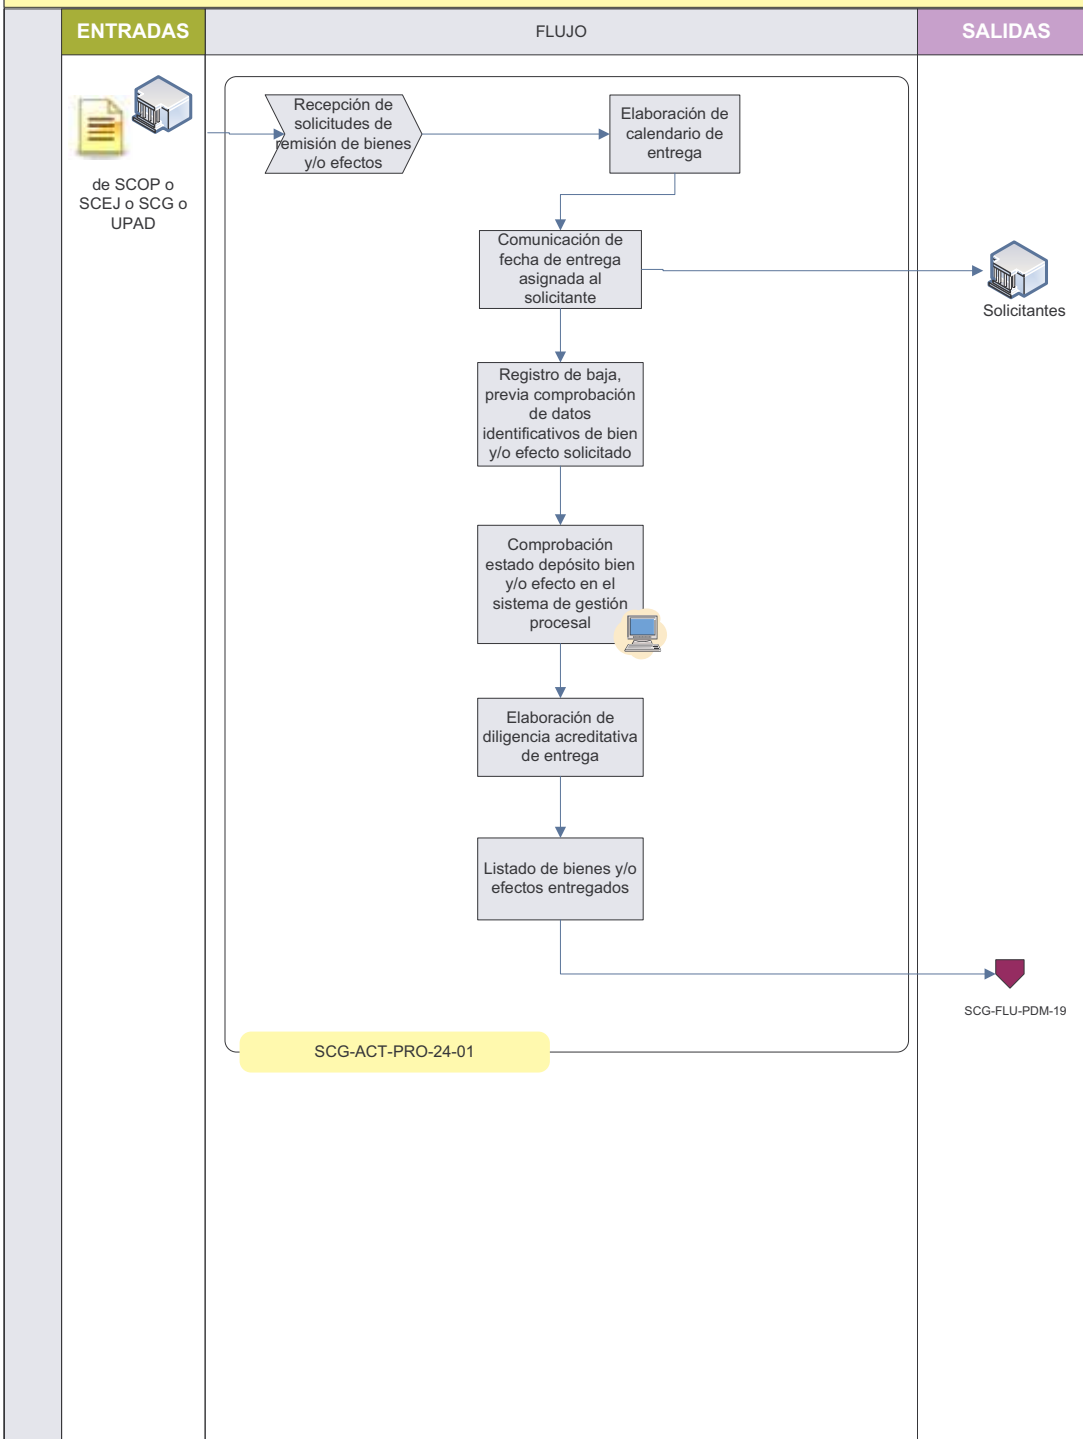 ENTRADAS
FLUJO
SALIDAS
de SCOP o
SCEJ o SCG o
UPAD
Recepción de
solicitudes de
remisión de bienes
y/o efectos
Elaboración de
calendario de
entrega
Comunicación de
fecha de entrega
asignada al
solicitante
Solicitantes
Registro de baja,
previa comprobación
de datos
identificativos de bien
y/o efecto solicitado
Comprobación
estado depósito bien
y/o efecto en el
sistema de gestión
procesal
Elaboración de
diligencia acreditativa
de entrega
Listado de bienes y/o
efectos entregados
SCG-FLU-PDM-19
SCG-ACT-PRO-24-01